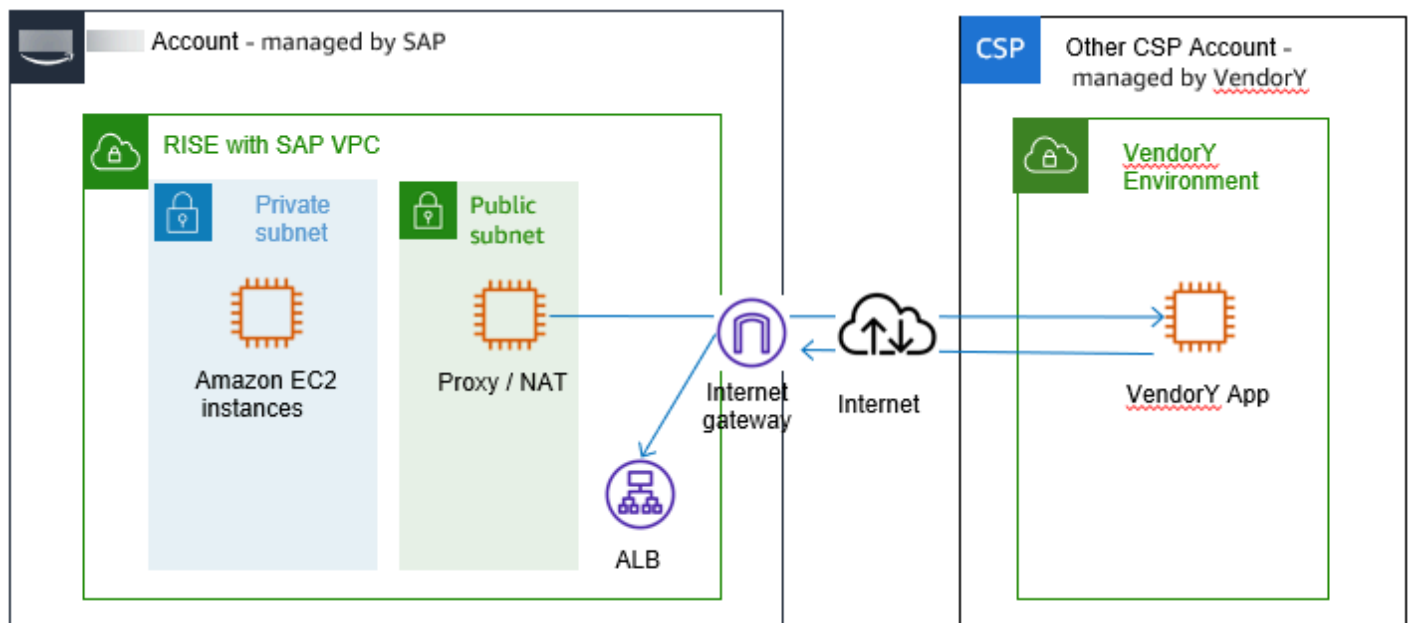 Account - managed by SAP
CSP
Other CSP Account -
managed by VendorY
RISE with SAP VPC
Private
subnet
Public
subnet
VendorY
Environment
Amazon EC2
instances
Proxy / NAT
Internet
gateway
Internet
VendorY App
ALB